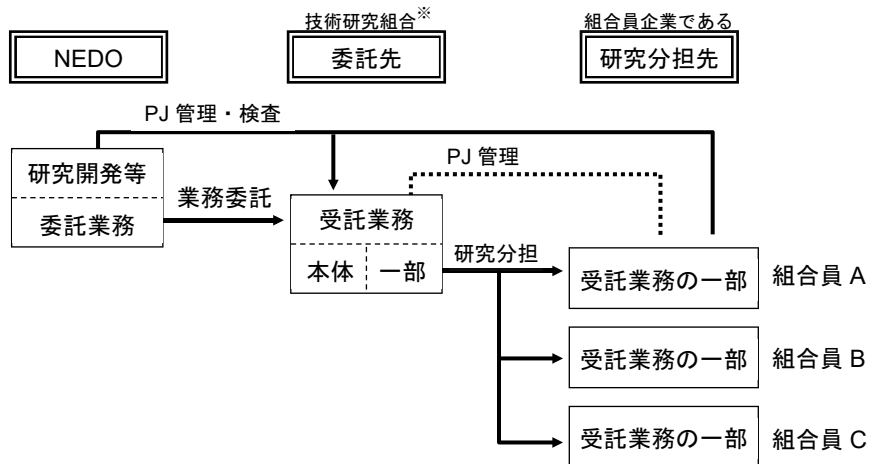 技術研究組合※
組合員企業である
NEDO
委託先
研究分担先
PJ 管理・検査
PJ 管理
研究開発等
委託業務
業務委託
受託業務
本体
一部
研究分担
受託業務の一部
組合員 A
受託業務の一部
組合員 B
受託業務の一部
組合員 C